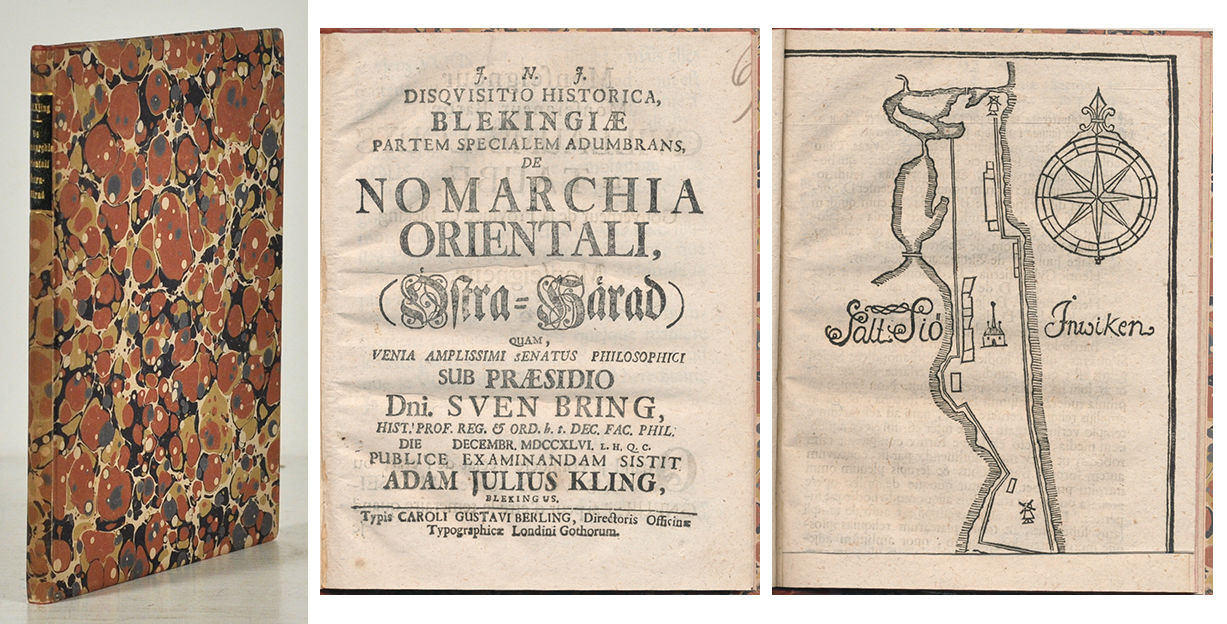 Kling
De
J. N. J.
DISQVISITIO HISTORICA,
BLEKINGIÆ
PARTEM SPECIALEM ADUMBRANS,
DE
NOMARCHIA
ORIENTALI,
(Östra=Härad)
QUAM,
VENIA AMPLISSIMI SENATUS PHILOSOPHICI
SUB PRÆSIDIO
Dni. SVEN BRING,
HIST. PROF. REG. & ORD. h. t. DEC. FAC. PHIL.
DIE DECEMBR. MDCCXLVI. L. H. Q. C.
PUBLICE EXAMINANDAM SISTIT
ADAM JULIUS KLING,
BLEKINGUS.
Typis CAROLI GUSTAVI BERLING, Directoris Officinæ
Typographicæ Londini Gothorum.
Salt: Siö
Inwiken